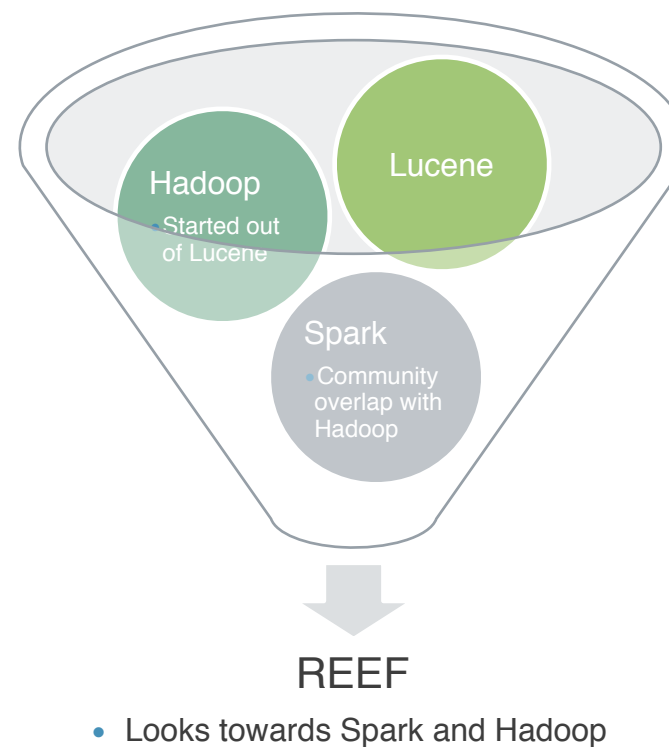 Lucene
Hadoop
• Started out
of Lucene
Spark
• Community
overlap with
Hadoop
REEF
• Looks towards Spark and Hadoop